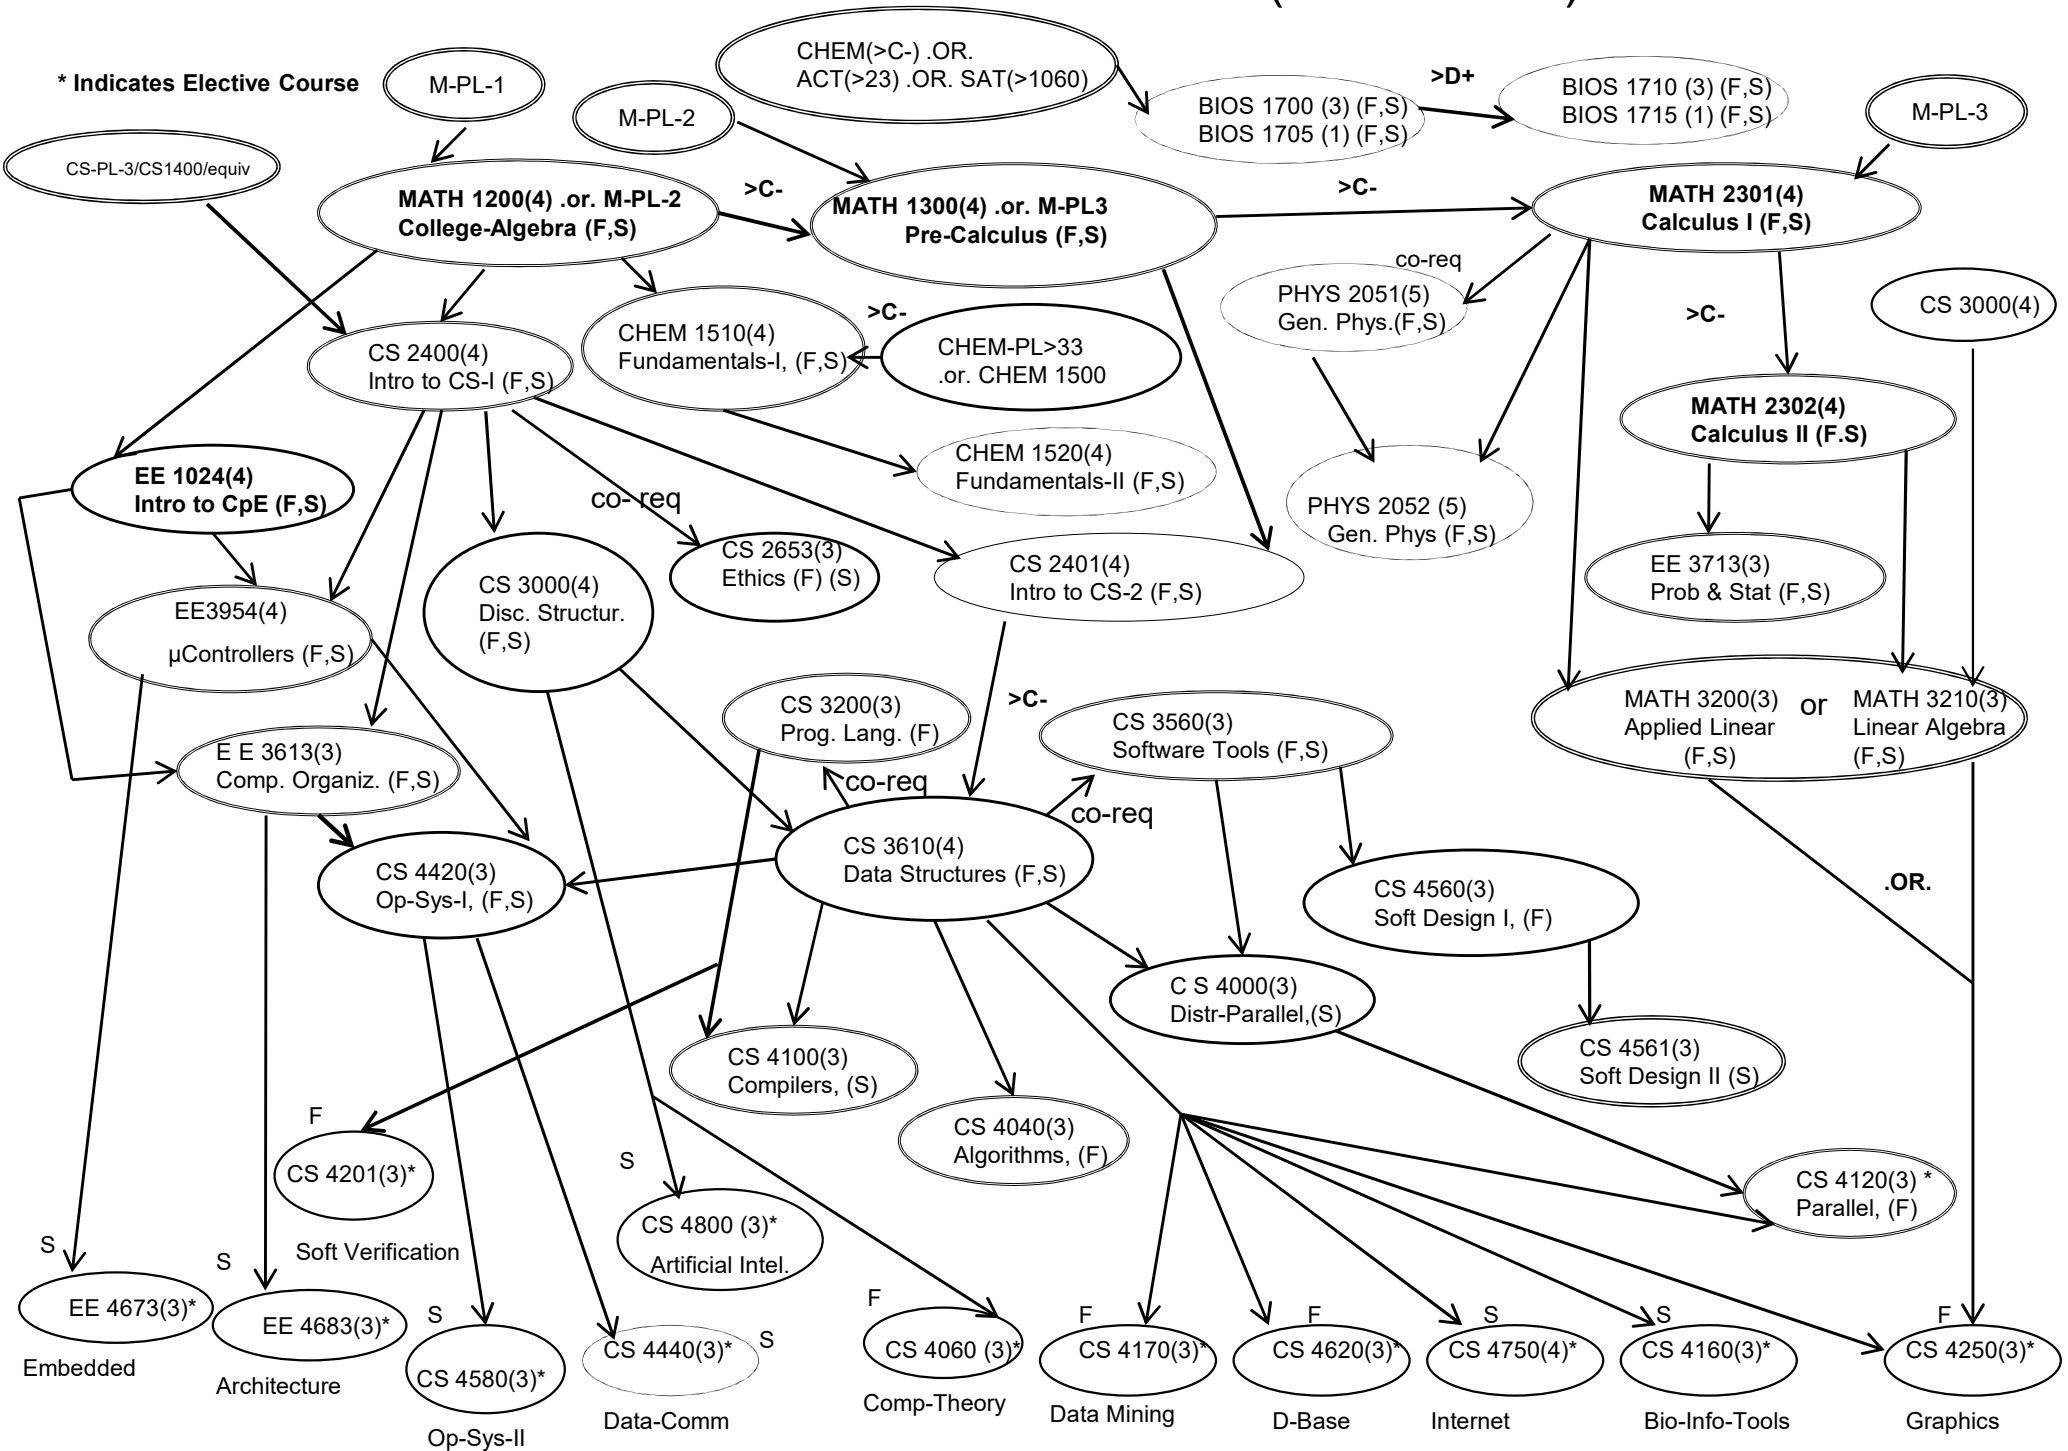 CHEM(>C-) .OR.
ACT(>23) .OR. SAT(>1060)
>D+
* Indicates Elective Course
M-PL-1
M-PL-2
BIOS 1700 (3) (F,S)
BIOS 1705 (1) (F,S)
BIOS 1710 (3) (F,S)
BIOS 1715 (1) (F,S)
M-PL-3
CS-PL-3/CS1400/equiv
MATH 1200(4) .or. M-PL-2
College-Algebra (F,S)
>C-
MATH 1300(4) .or. M-PL3
Pre-Calculus (F,S)
>C-
MATH 2301(4)
Calculus I (F,S)
co-req
PHYS 2051(5)
Gen. Phys.(F,S)
>C-
CS 3000(4)
CS 2400(4)
Intro to CS-I (F,S)
CHEM 1510(4)
Fundamentals-I, (F,S)
>C-
CHEM-PL>33
.or. CHEM 1500
MATH 2302(4)
Calculus II (F.S)
EE 1024(4)
Intro to CpE (F,S)
co-req
CHEM 1520(4)
Fundamentals-II (F,S)
PHYS 2052 (5)
Gen. Phys (F,S)
CS 2653(3)
Ethics (F) (S)
CS 2401(4)
Intro to CS-2 (F,S)
EE 3713(3)
Prob & Stat (F,S)
EE3954(4)
µControllers (F,S)
CS 3000(4)
Disc. Structur.
(F,S)
CS 3200(3)
Prog. Lang. (F)
>C-
CS 3560(3)
Software Tools (F,S)
MATH 3200(3)
Applied Linear
(F,S)
or
MATH 3210(3)
Linear Algebra
(F,S)
E E 3613(3)
Comp. Organiz. (F,S)
co-req
co-req
CS 4420(3)
Op-Sys-I, (F,S)
CS 3610(4)
Data Structures (F,S)
CS 4560(3)
Soft Design I, (F)
.OR.
C S 4000(3)
Distr-Parallel,(S)
CS 4100(3)
Compilers, (S)
CS 4561(3)
Soft Design II (S)
CS 4040(3)
Algorithms, (F)
F
CS 4201(3)*
Soft Verification
S
CS 4800 (3)*
Artificial Intel.
CS 4120(3) *
Parallel, (F)
S
EE 4673(3)*
Embedded
S
EE 4683(3)*
Architecture
S
CS 4580(3)*
Op-Sys-II
CS 4440(3)*
S
Data-Comm
F
CS 4060 (3)*
Comp-Theory
F
CS 4170(3)*
Data Mining
F
CS 4620(3)*
D-Base
S
CS 4750(4)*
Internet
S
CS 4160(3)*
Bio-Info-Tools
F
CS 4250(3)*
Graphics